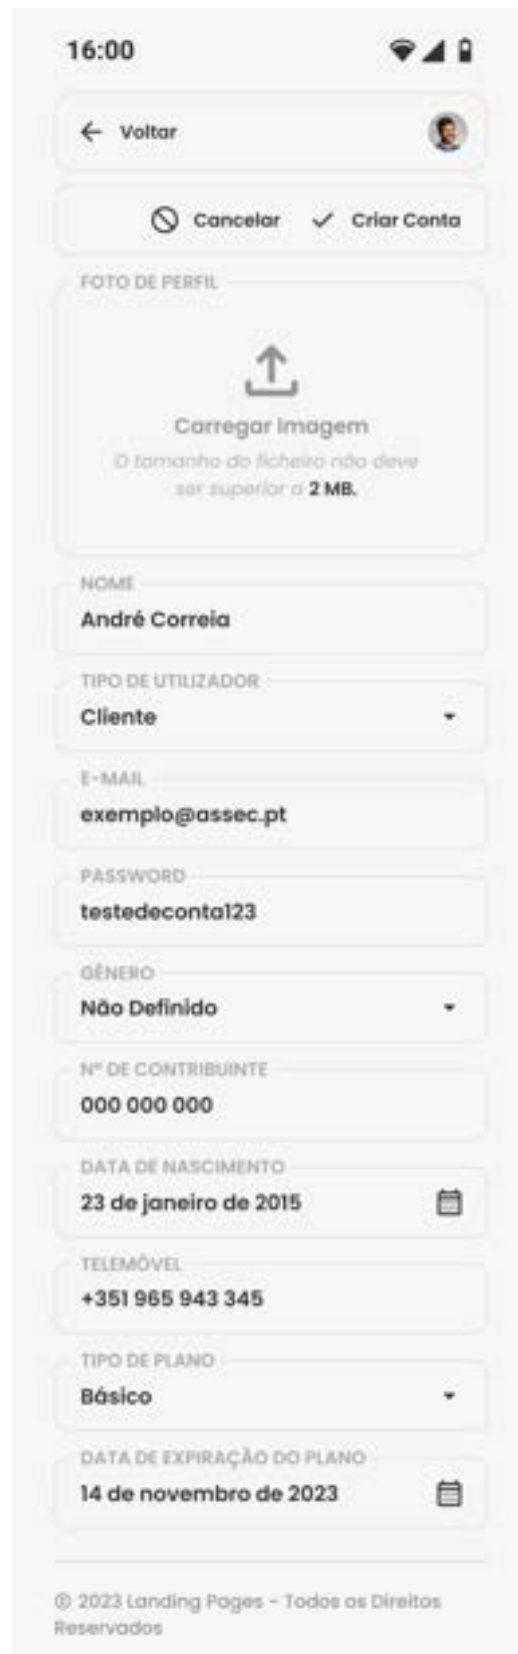 16:00
Voltar
Cancelar Criar Conta
FOTO DE PERFIL
Carregar Imagem
O tamanho do ficheiro não deve
ser superior a 2 MB.
NOME
André Correia
TIPO DE UTILIZADOR
Cliente
E-MAIL
exemplo@assec.pt
PASSWORD
testedeconta123
GÊNERO
Não Definido
Nº DE CONTRIBUINTE
000 000 000
DATA DE NASCIMENTO
23 de janeiro de 2015
TELEMÓVEL
+351 965 943 345
TIPO DE PLANO
Básico
DATA DE EXPIRAÇÃO DO PLANO
14 de novembro de 2023
© 2023 Landing Pages - Todos os Direitos
Reservados